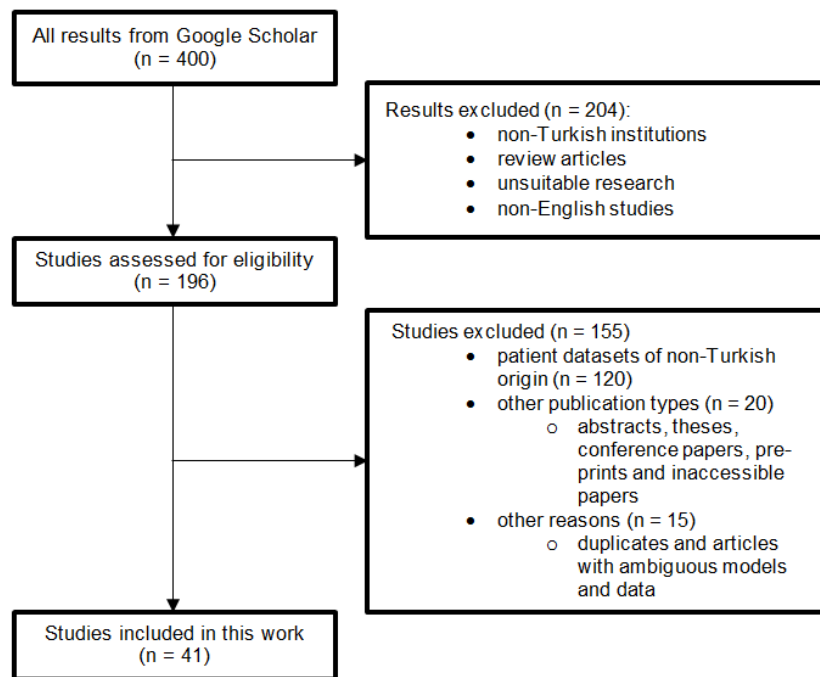 All results from Google Scholar
(n = 400)
Results excluded (n = 204):
• non-Turkish institutions
• review articles
• unsuitable research
• non-English studies
Studies assessed for eligibility
(n = 196)
Studies excluded (n = 155)
• patient datasets of non-Turkish
origin (n = 120)
• other publication types (n = 20)
o abstracts, theses,
conference papers, pre-
prints and inaccessible
papers
• other reasons (n = 15)
o duplicates and articles
with ambiguous models
and data
Studies included in this work
(n = 41)